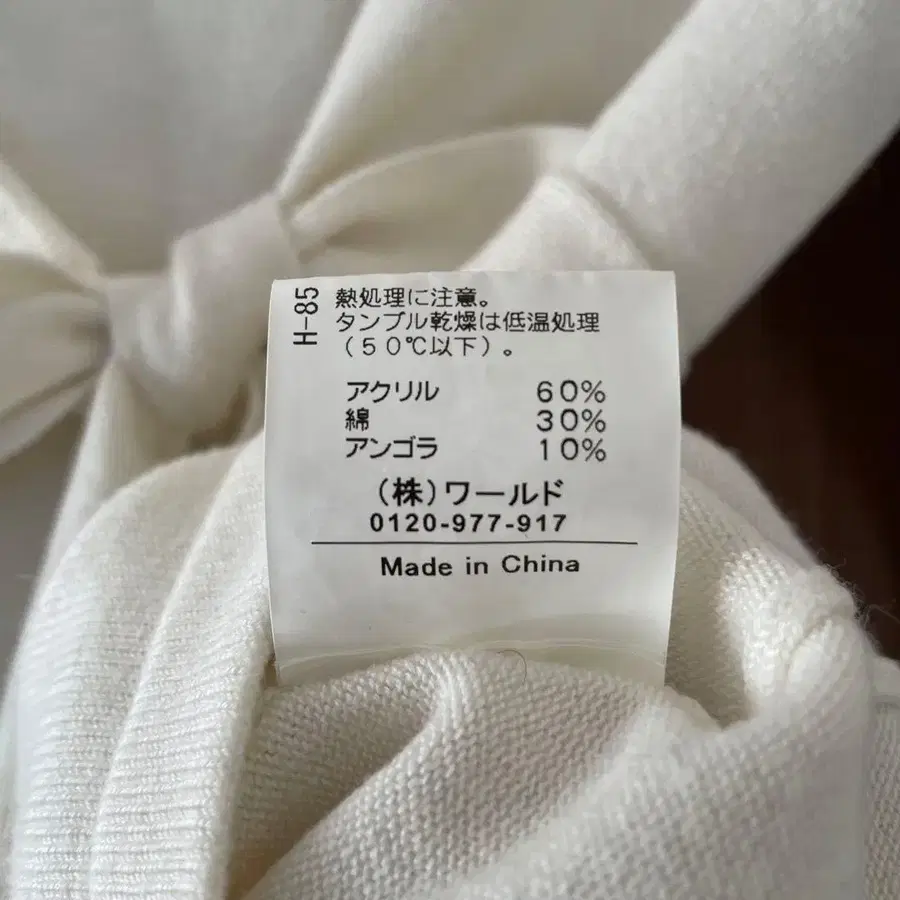 H-85
熱処理に注意。
タンブル乾燥は低温処理
（５０℃以下）。
アクリル 60%
綿 30%
アンゴラ 10%
（株）ワールド
0120-977-917
Made in China